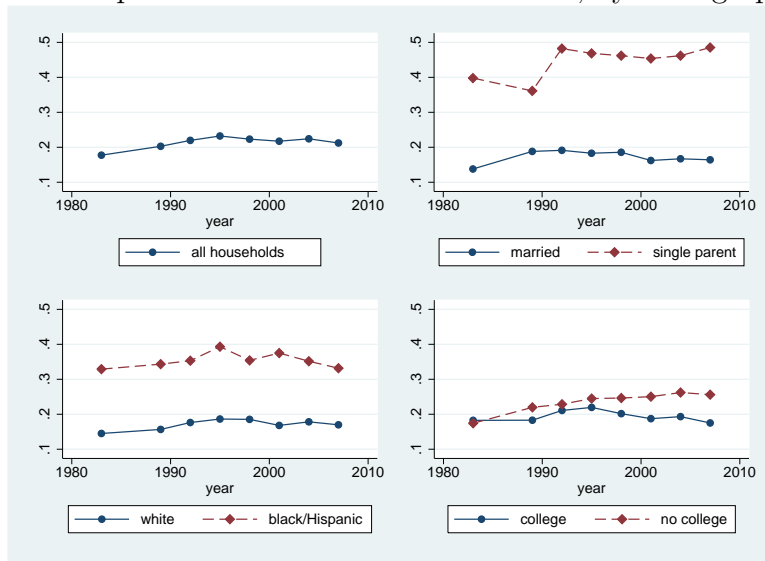 .1 .2 .3 .4 .5
1980 1990 2000 2010
year
all households
.1 .2 .3 .4 .5
1980 1990 2000 2010
year
married single parent
.1 .2 .3 .4 .5
1980 1990 2000 2010
year
white black/Hispanic
.1 .2 .3 .4 .5
1980 1990 2000 2010
year
college no college